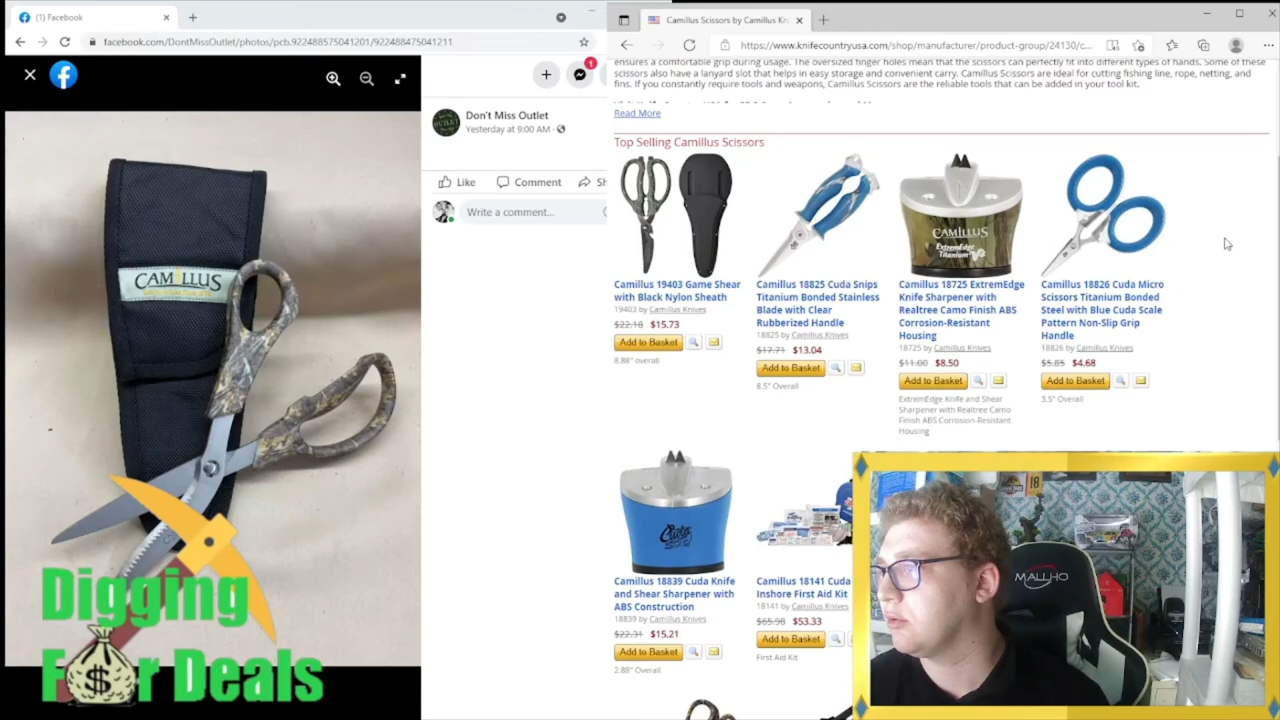 (1) Facebook
facebook.com/DontMissOutlet/photos/pcb.922488575041201/922488475041211
Don't Miss Outlet
Yesterday at 9:00 AM
1
Like
Comment
Sh
Write a comment...
CAMILLUS
Digging
F r Deals
$
Camillus Scissors by Camillus Kn
https://www.knifecountryusa.com/shop/manufacturer/product-group/24130/c...
ensures a comfortable grip during usage. The oversized finger holes mean that the scissors can perfectly fit into different types of hands. Some of these
scissors also have a lanyard slot that helps in easy storage and convenient carry. Camillus Scissors are ideal for cutting fishing line, rope, netting, and
fins. If you constantly require tools and weapons, Camillus Scissors are the reliable tools that can be added in your tool kit.
Read More
Top Selling Camillus Scissors
CAMILLUS
ExtremEdge
Titanium
Camillus 19403 Game Shear
with Black Nylon Sheath
19403 by Camillus Knives
$22.18 $15.73
Add to Basket
8.88" overall
Camillus 18825 Cuda Snips
Titanium Bonded Stainless
Blade with Clear
Rubberized Handle
18825 by Camillus Knives
$17.71 $13.04
Add to Basket
8.5" Overall
Camillus 18725 ExtremEdge
Knife Sharpener with
Realtree Camo Finish ABS
Corrosion-Resistant
Housing
18725 by Camillus Knives
$11.00 $8.50
Add to Basket
ExtremEdge Knife and Shear
Sharpener with Realtree Camo
Finish ABS Corrosion-Resistant
Housing
Camillus 18826 Cuda Micro
Scissors Titanium Bonded
Steel with Blue Cuda Scale
Pattern Non-Slip Grip
Handle
18826 by Camillus Knives
$5.85 $4.68
Add to Basket
3.5" Overall
Camillus 18839 Cuda Knife
and Shear Sharpener with
ABS Construction
18839 by Camillus Knives
$22.31 $15.21
Add to Basket
2.88" Overall
Camillus 18141 Cuda
Inshore First Aid Kit
18141 by Camillus Knives
$65.98 $53.33
Add to Basket
First Aid Kit
18
MALLHO